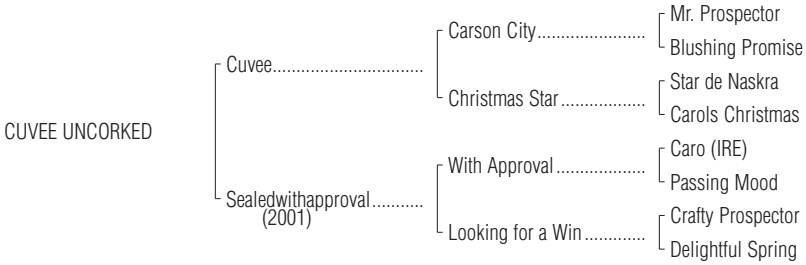 Mr. Prospector
Carson City.......................
Blushing Promise
Cuvee................................
Star de Naskra
Christmas Star..................
Carols Christmas
CUVEE UNCORKED
Caro (IRE)
With Approval...................
Passing Mood
Sealedwithapproval...........
(2001)
Crafty Prospector
Looking for a Win.............
Delightful Spring